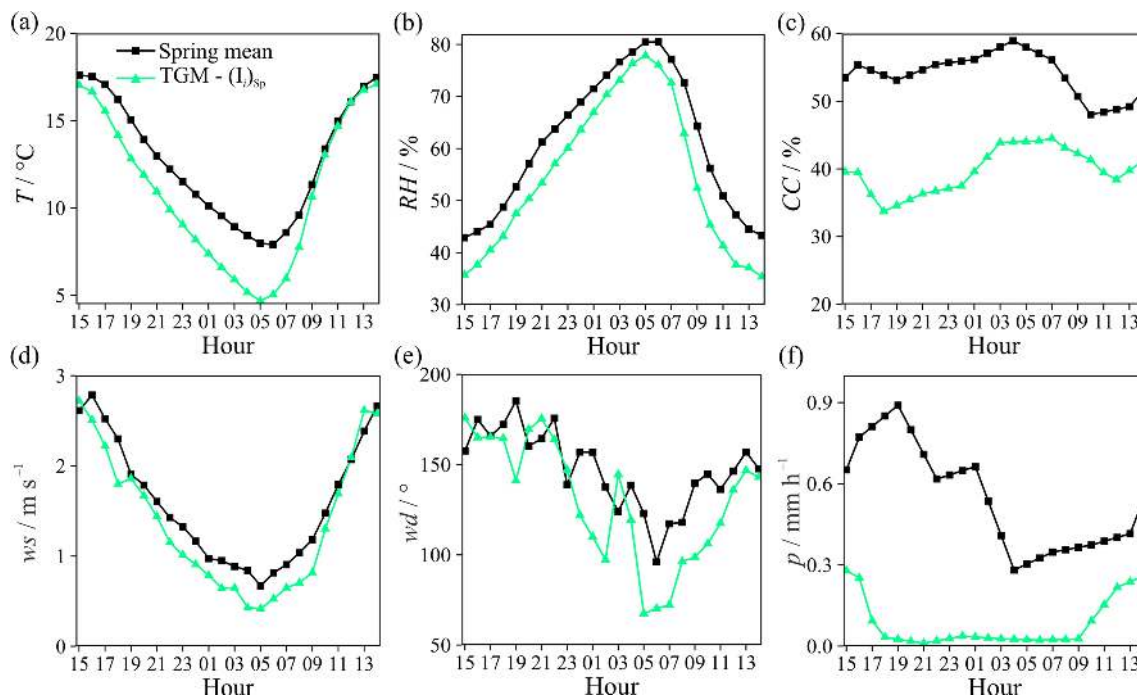 (a)
Spring mean
TGM - (I_i)_Sp
20
15
10
5
T / °C
15 17 19 21 23 01 03 05 07 09 11 13
Hour
(b)
80
70
60
50
40
30
RH / %
15 17 19 21 23 01 03 05 07 09 11 13
Hour
(c)
60
50
40
30
20
CC / %
15 17 19 21 23 01 03 05 07 09 11 13
Hour
(d)
3
2
1
0
ws / m s⁻¹
15 17 19 21 23 01 03 05 07 09 11 13
Hour
(e)
200
150
100
50
wd / °
15 17 19 21 23 01 03 05 07 09 11 13
Hour
(f)
0.9
0.6
0.3
0.0
p / mm h⁻¹
15 17 19 21 23 01 03 05 07 09 11 13
Hour